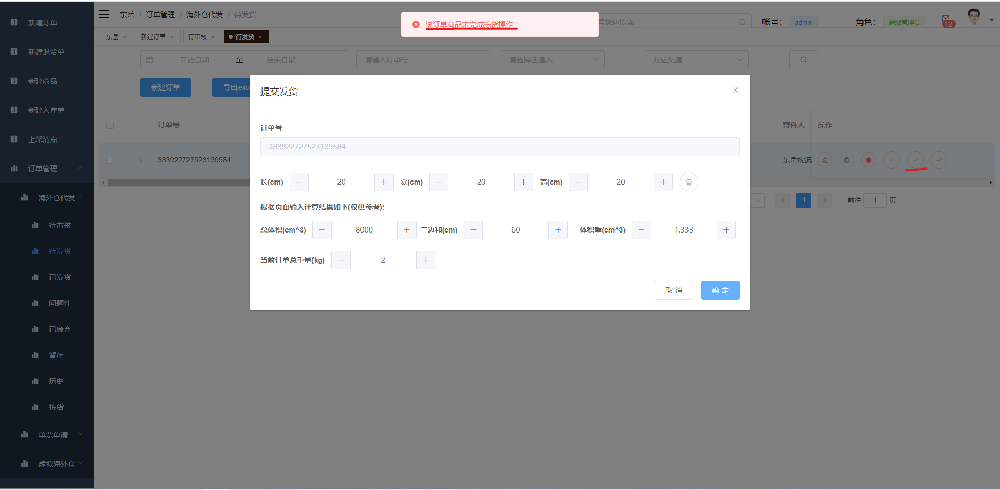 新建订单
新建退货单
新建商品
新建入库单
上架清点
订单管理
海外仓代发
待审核
待发货
已发货
问题件
已废弃
暂存
历史
拣货
单票单请
虚拟海外仓
东岳 / 订单管理 / 海外仓代发 / 待发货
该订单商品未完成拣货操作
号快速搜索
帐号：
admin
角色：
超级管理员
12
东岳 ×
新建订单 ×
待审核 ×
待发货 ×
开始日期 至 结束日期
请输入订单号
请选择创建人
对应渠道
新建订单
导出exc
订单号
寄件人
操作
383922727523139584
东岳物流
1
前往 1 页
提交发货
订单号
383922727523139584
长(cm) 20 宽(cm) 20 高(cm) 20
根据页面输入计算结果如下(仅供参考):
总体积(cm^3) 8000 三边和(cm) 60 体积重(cm^3) 1.333
当前订单总重量(kg) 2
取 消
确 定